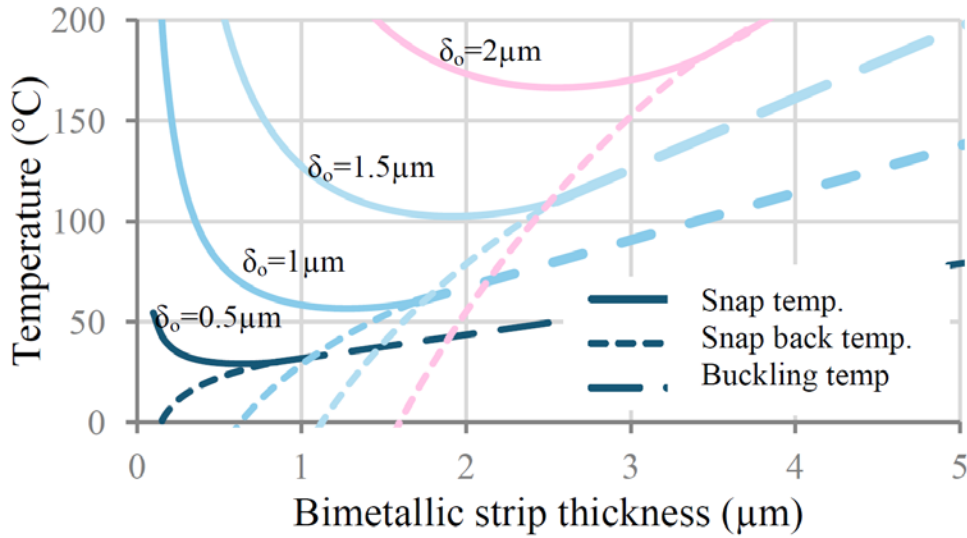 200
150
100
50
0
Temperature (°C)
δₒ=2µm
δₒ=1.5µm
δₒ=1µm
δₒ=0.5µm
Snap temp.
Snap back temp.
Buckling temp
0 1 2 3 4 5
Bimetallic strip thickness (µm)